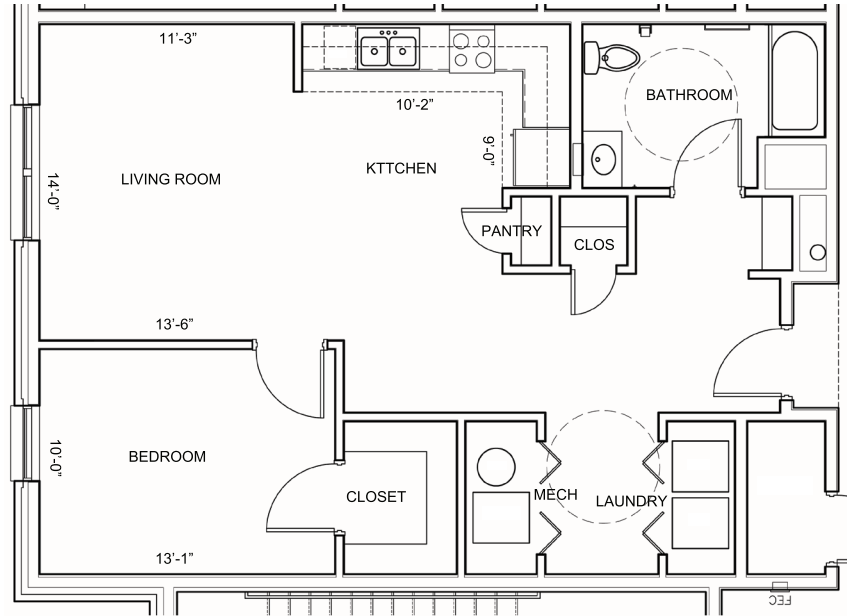 11'-3"
10'-2"
BATHROOM
9'-0"
KTTCHEN
LIVING ROOM
14'-0"
PANTRY
CLOS
13'-6"
10'-0"
BEDROOM
CLOSET
MECH
LAUNDRY
13'-1"
FEC